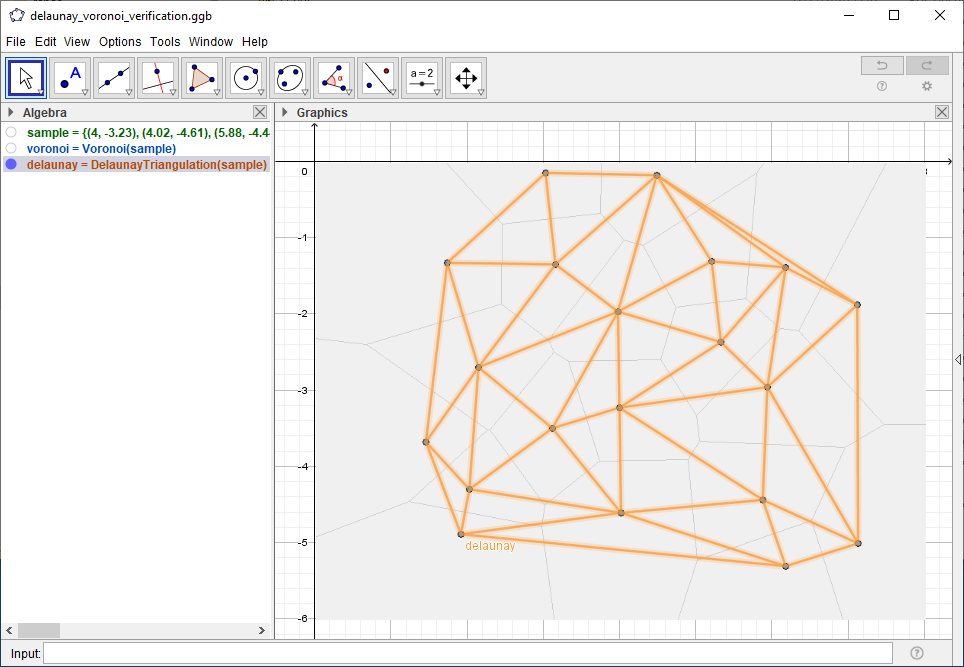 delaunay_voronoi_verification.ggb
File Edit View Options Tools Window Help
A
α
a=2
Algebra
Graphics
sample = {(4, -3.23), (4.02, -4.61), (5.88, -4.4
voronoi = Voronoi(sample)
delaunay = DelaunayTriangulation(sample)
0
-1
-2
-3
-4
-5
-6
delaunay
Input: